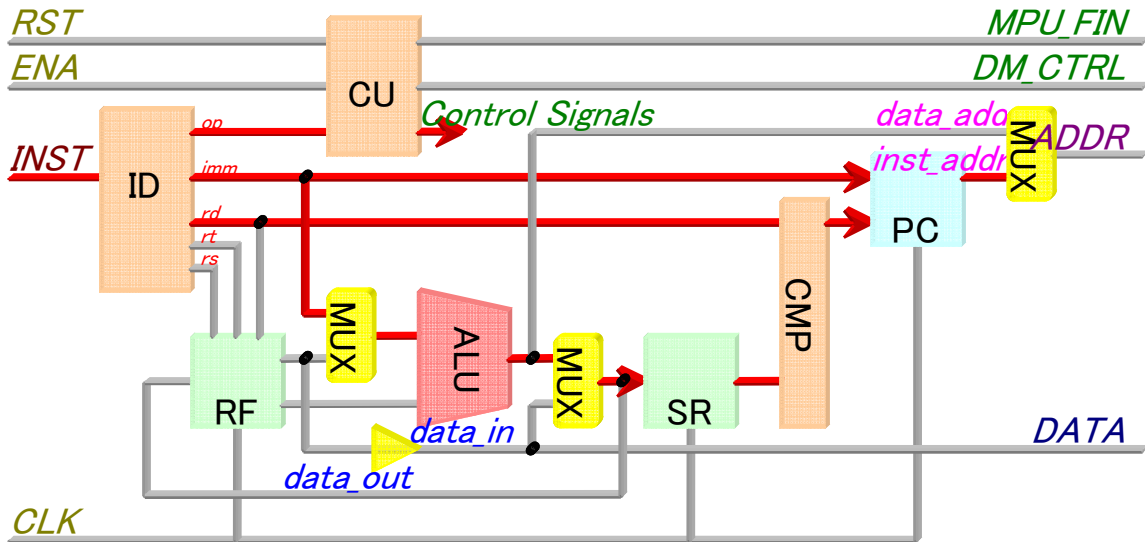 RST
MPU_FIN
ENA
DM_CTRL
CU
Control Signals
data_add
MUX
ADDR
op
INST
ID
imm
inst_addr
rd
PC
rt
rs
CMP
MUX
ALU
MUX
RF
SR
data_in
DATA
data_out
CLK